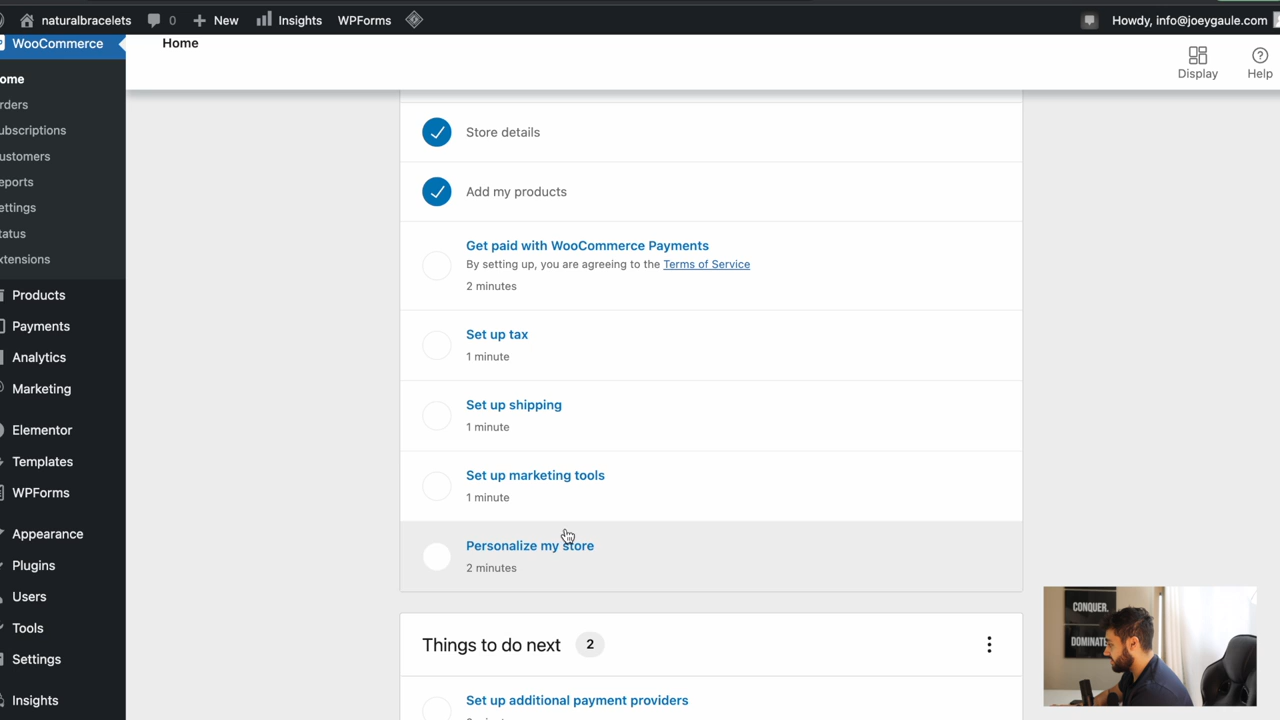 naturalbracelets 0 New Insights WPForms Howdy, info@joeygaule.com
WooCommerce
Home
Display Help
ome
rders
ubscriptions
ustomers
eports
ettings
tatus
xtensions
Products
Payments
Analytics
Marketing
Elementor
Templates
WPForms
Appearance
Plugins
Users
Tools
Settings
Insights
Store details
Add my products
Get paid with WooCommerce Payments
By setting up, you are agreeing to the Terms of Service
2 minutes
Set up tax
1 minute
Set up shipping
1 minute
Set up marketing tools
1 minute
Personalize my store
2 minutes
Things to do next 2
Set up additional payment providers
CONQUER.
DOMINATE